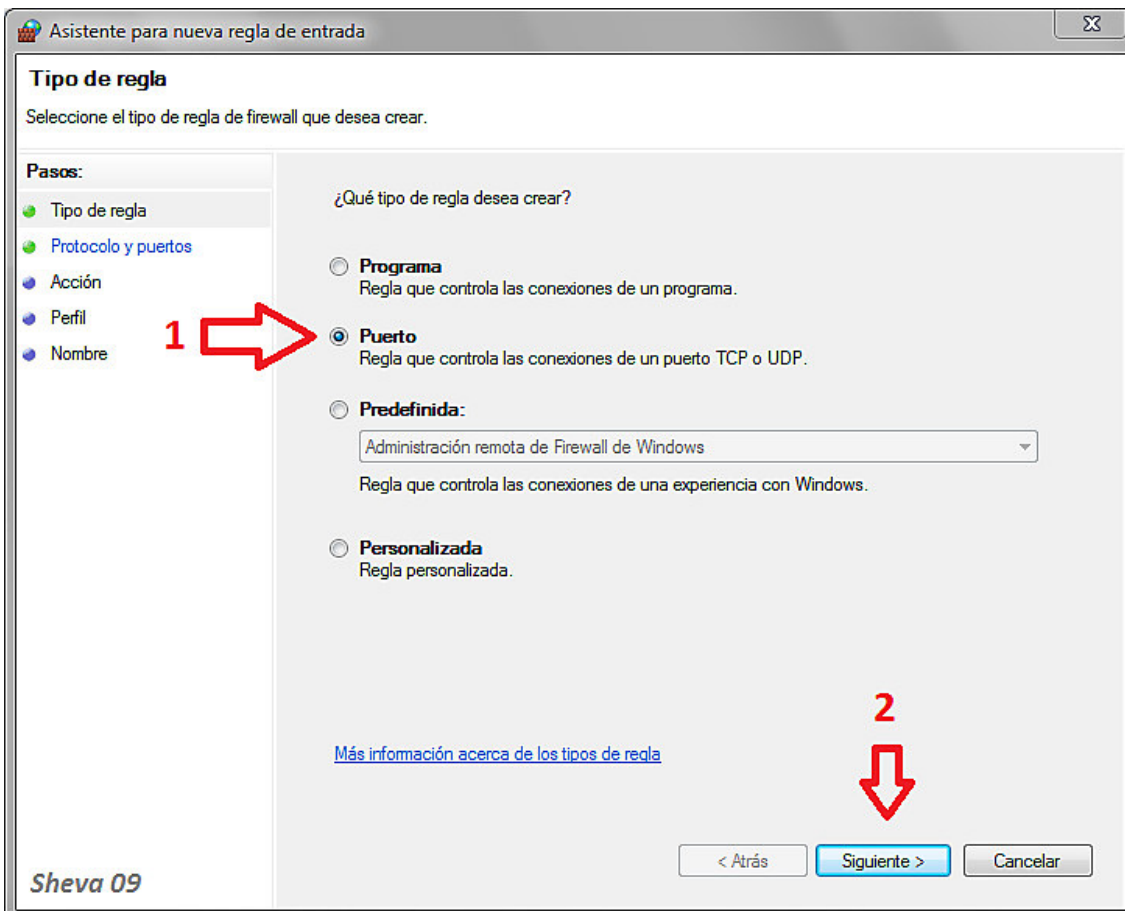 Asistente para nueva regla de entrada
Tipo de regla
Seleccione el tipo de regla de firewall que desea crear.
Pasos:
Tipo de regla
Protocolo y puertos
Acción
Perfil
Nombre
¿Qué tipo de regla desea crear?
1
Programa
Regla que controla las conexiones de un programa.
Puerto
Regla que controla las conexiones de un puerto TCP o UDP.
Predefinida:
Administración remota de Firewall de Windows
Regla que controla las conexiones de una experiencia con Windows.
Personalizada
Regla personalizada.
2
Más información acerca de los tipos de regla
< Atrás
Siguiente >
Cancelar
Sheva 09